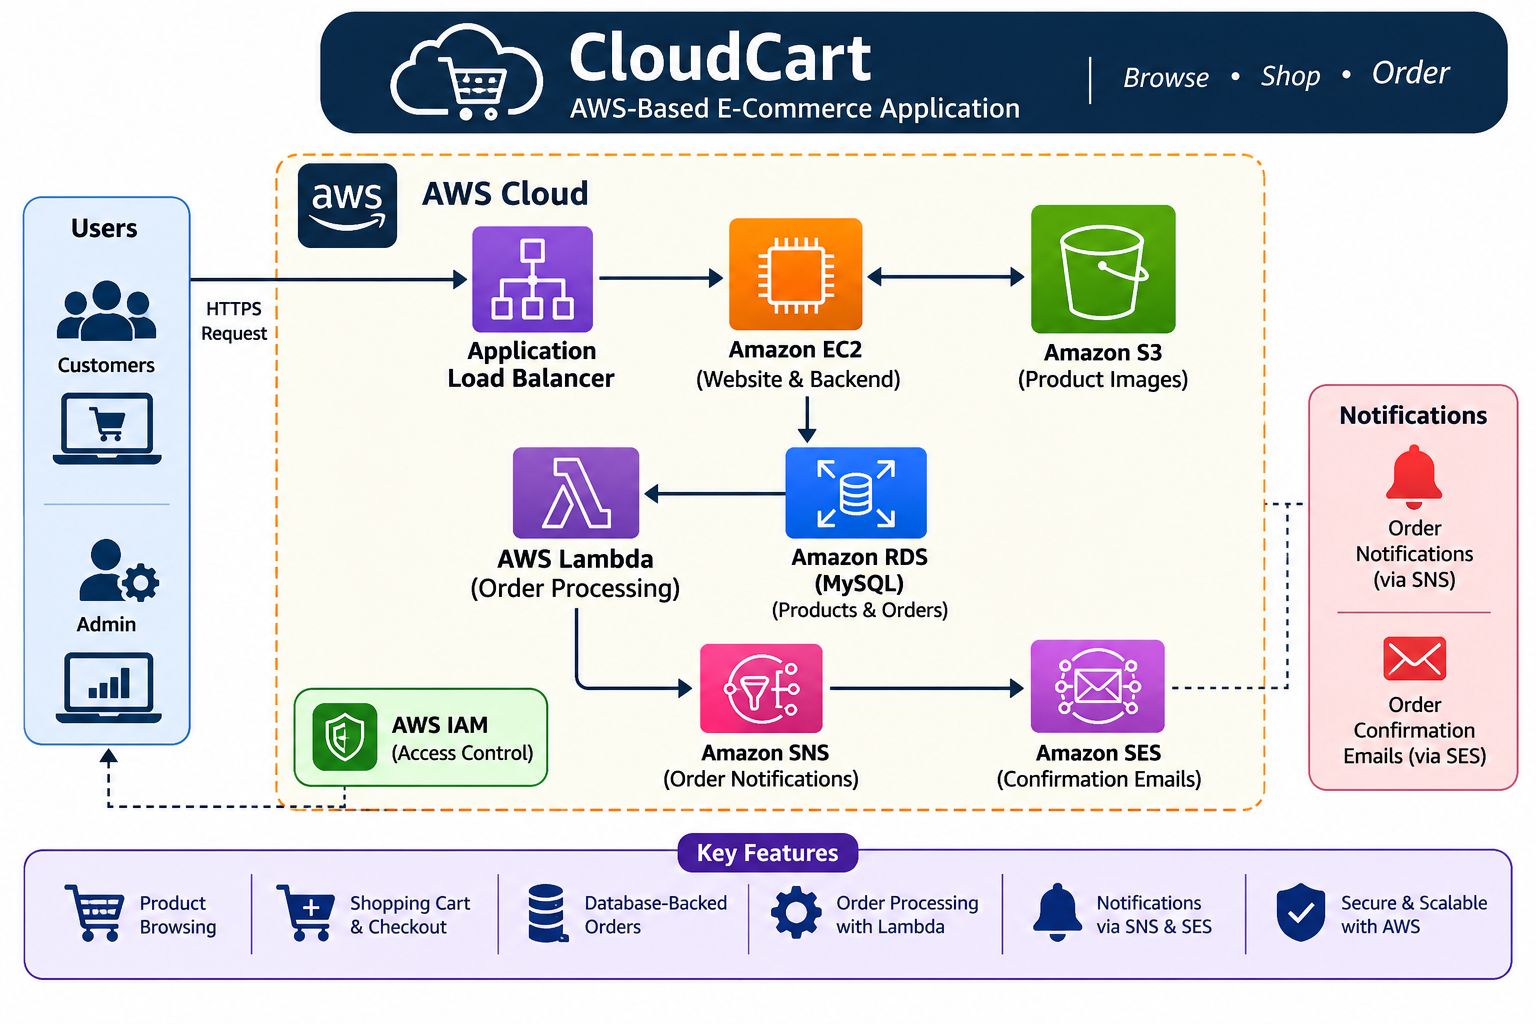 CloudCart
AWS-Based E-Commerce Application
Browse • Shop • Order
aws
AWS Cloud
Users
Customers
Admin
HTTPS
Request
Application
Load Balancer
Amazon EC2
(Website & Backend)
Amazon S3
(Product Images)
AWS Lambda
(Order Processing)
Amazon RDS
(MySQL)
(Products & Orders)
AWS IAM
(Access Control)
Amazon SNS
(Order Notifications)
Amazon SES
(Confirmation Emails)
Notifications
Order
Notifications
(via SNS)
Order
Confirmation
Emails (via SES)
Key Features
Product
Browsing
Shopping Cart
& Checkout
Database-Backed
Orders
Order Processing
with Lambda
Notifications
via SNS & SES
Secure & Scalable
with AWS